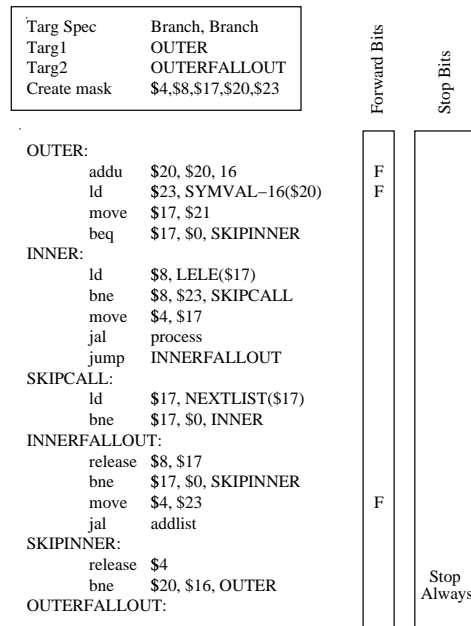 Targ Spec Branch, Branch
Targ1 OUTER
Targ2 OUTERFALLOUT
Create mask $4,$8,$17,$20,$23
Forward Bits
Stop Bits
OUTER:
addu $20, $20, 16 F
ld $23, SYMVAL−16($20) F
move $17, $21
beq $17, $0, SKIPINNER
INNER:
ld $8, LELE($17)
bne $8, $23, SKIPCALL
move $4, $17
jal process
jump INNERFALLOUT
SKIPCALL:
ld $17, NEXTLIST($17)
bne $17, $0, INNER
INNERFALLOUT:
release $8, $17
bne $17, $0, SKIPINNER
move $4, $23 F
jal addlist
SKIPINNER:
release $4
bne $20, $16, OUTER Stop Always
OUTERFALLOUT: